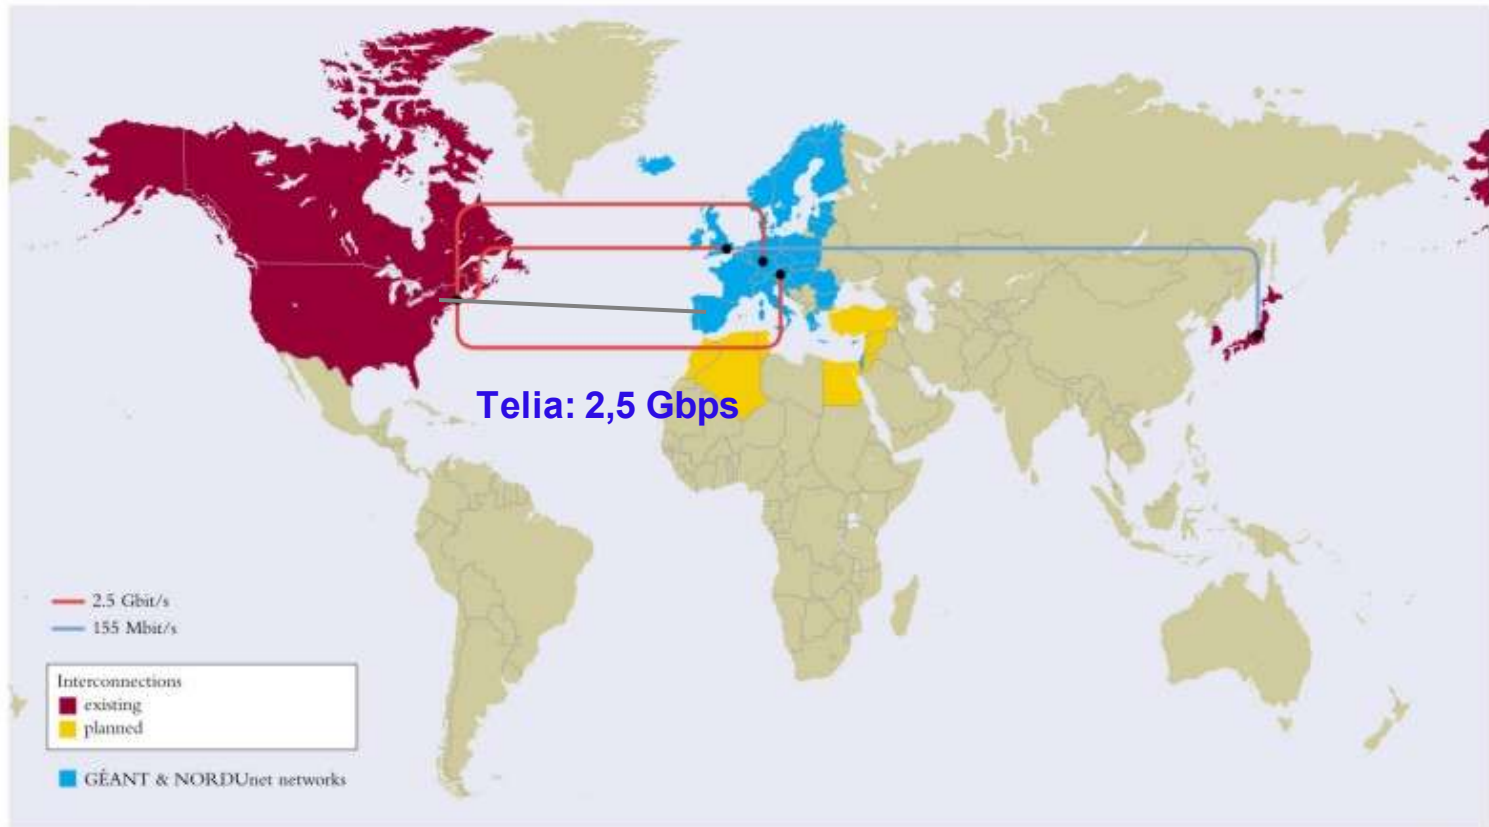 Telia: 2,5 Gbps
2.5 Gbit/s
155 Mbit/s
Interconnections
existing
planned
GÉANT & NORDUnet networks